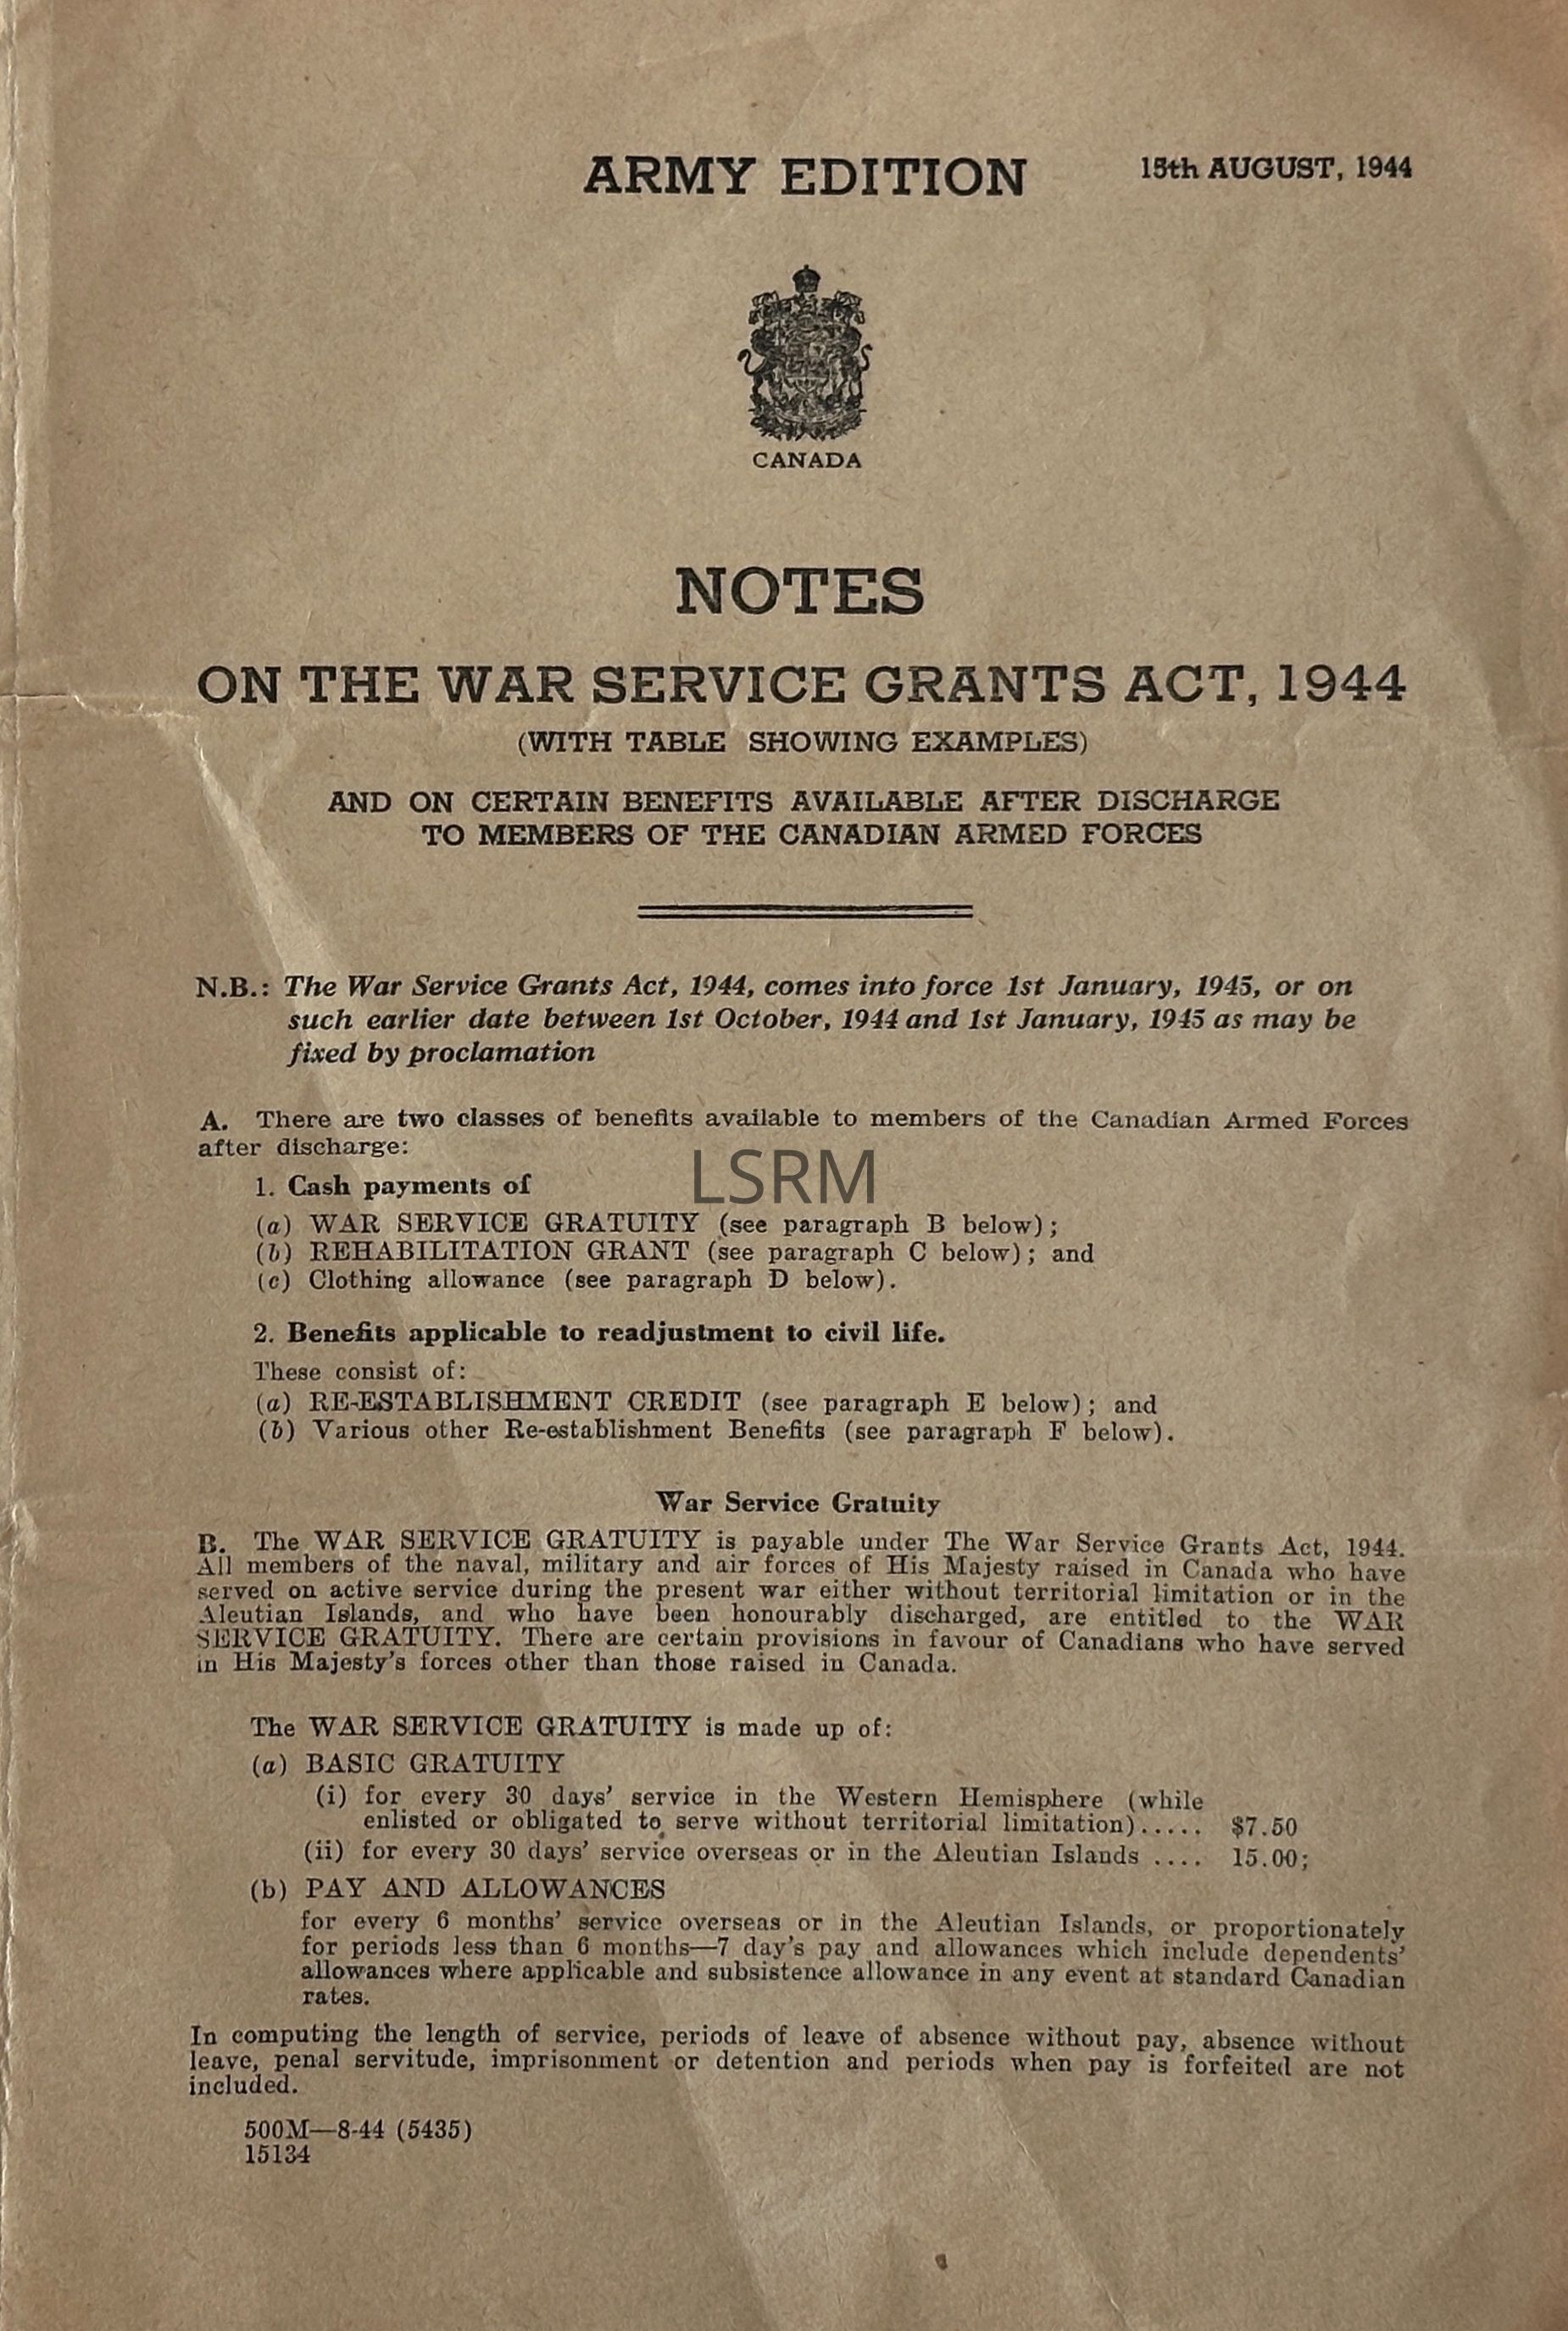 ARMY EDITION 15th AUGUST, 1944
CANADA
NOTES
ON THE WAR SERVICE GRANTS ACT, 1944
(WITH TABLE SHOWING EXAMPLES)
AND ON CERTAIN BENEFITS AVAILABLE AFTER DISCHARGE
TO MEMBERS OF THE CANADIAN ARMED FORCES
N.B.: The War Service Grants Act, 1944, comes into force 1st January, 1945, or on
such earlier date between 1st October, 1944 and 1st January, 1945 as may be
fixed by proclamation
A. There are two classes of benefits available to members of the Canadian Armed Forces
after discharge:
LSRM
1. Cash payments of
(a) WAR SERVICE GRATUITY (see paragraph B below);
(b) REHABILITATION GRANT (see paragraph C below); and
(c) Clothing allowance (see paragraph D below).
2. Benefits applicable to readjustment to civil life.
These consist of:
(a) RE-ESTABLISHMENT CREDIT (see paragraph E below); and
(b) Various other Re-establishment Benefits (see paragraph F below).
War Service Gratuity
B. The WAR SERVICE GRATUITY is payable under The War Service Grants Act, 1944.
All members of the naval, military and air forces of His Majesty raised in Canada who have
served on active service during the present war either without territorial limitation or in the
Aleutian Islands, and who have been honourably discharged, are entitled to the WAR
SERVICE GRATUITY. There are certain provisions in favour of Canadians who have served
in His Majesty's forces other than those raised in Canada.
The WAR SERVICE GRATUITY is made up of:
(a) BASIC GRATUITY
(i) for every 30 days' service in the Western Hemisphere (while
enlisted or obligated to serve without territorial limitation)..... $7.50
(ii) for every 30 days' service overseas or in the Aleutian Islands .... 15.00;
(b) PAY AND ALLOWANCES
for every 6 months' service overseas or in the Aleutian Islands, or proportionately
for periods less than 6 months—7 day's pay and allowances which include dependents'
allowances where applicable and subsistence allowance in any event at standard Canadian
rates.
In computing the length of service, periods of leave of absence without pay, absence without
leave, penal servitude, imprisonment or detention and periods when pay is forfeited are not
included.
500M—8-44 (5435)
15134